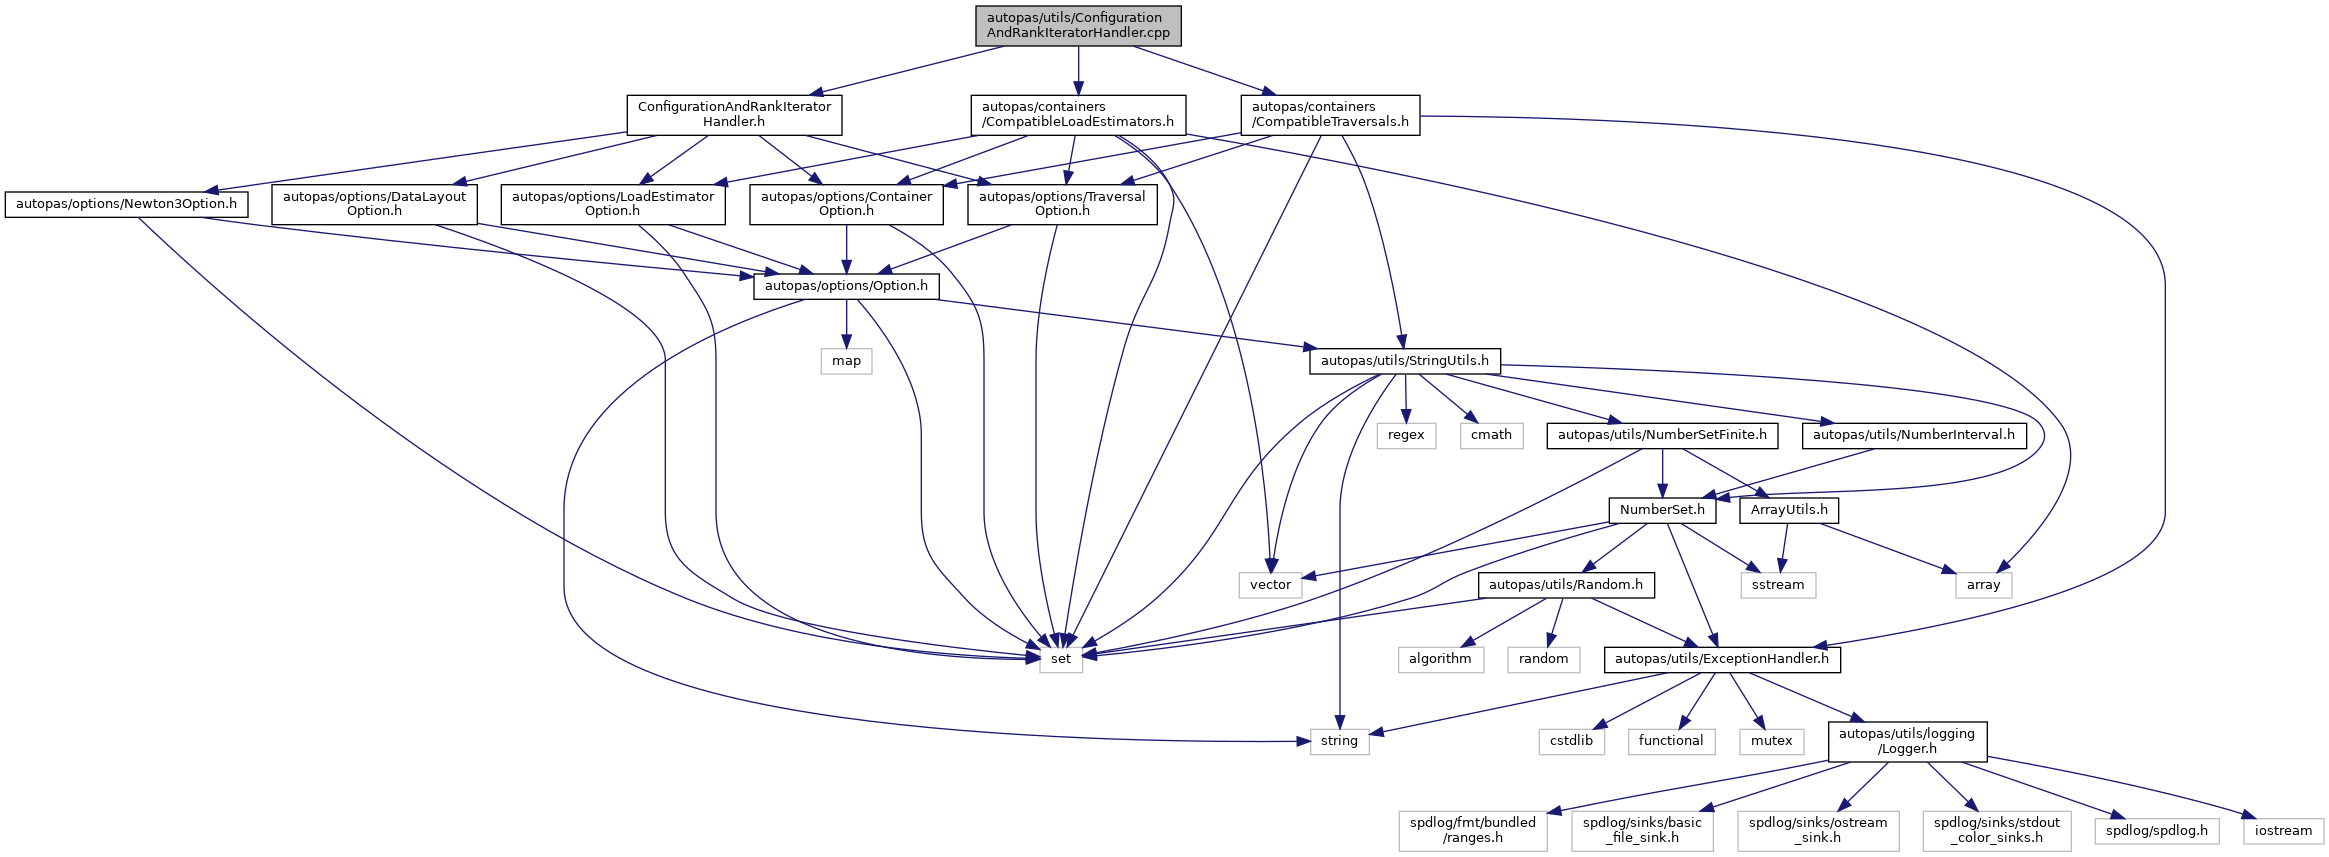 autopas/utils/Configuration
AndRankIteratorHandler.cpp
ConfigurationAndRankIterator
Handler.h
autopas/containers
/CompatibleLoadEstimators.h
autopas/containers
/CompatibleTraversals.h
autopas/options/Newton3Option.h
autopas/options/DataLayout
Option.h
autopas/options/LoadEstimator
Option.h
autopas/options/Container
Option.h
autopas/options/Traversal
Option.h
autopas/options/Option.h
map
autopas/utils/StringUtils.h
regex
cmath
autopas/utils/NumberSetFinite.h
autopas/utils/NumberInterval.h
NumberSet.h
ArrayUtils.h
vector
autopas/utils/Random.h
sstream
array
set
algorithm
random
autopas/utils/ExceptionHandler.h
string
cstdlib
functional
mutex
autopas/utils/logging
/Logger.h
spdlog/fmt/bundled
/ranges.h
spdlog/sinks/basic
_file_sink.h
spdlog/sinks/ostream
_sink.h
spdlog/sinks/stdout
_color_sinks.h
spdlog/spdlog.h
iostream